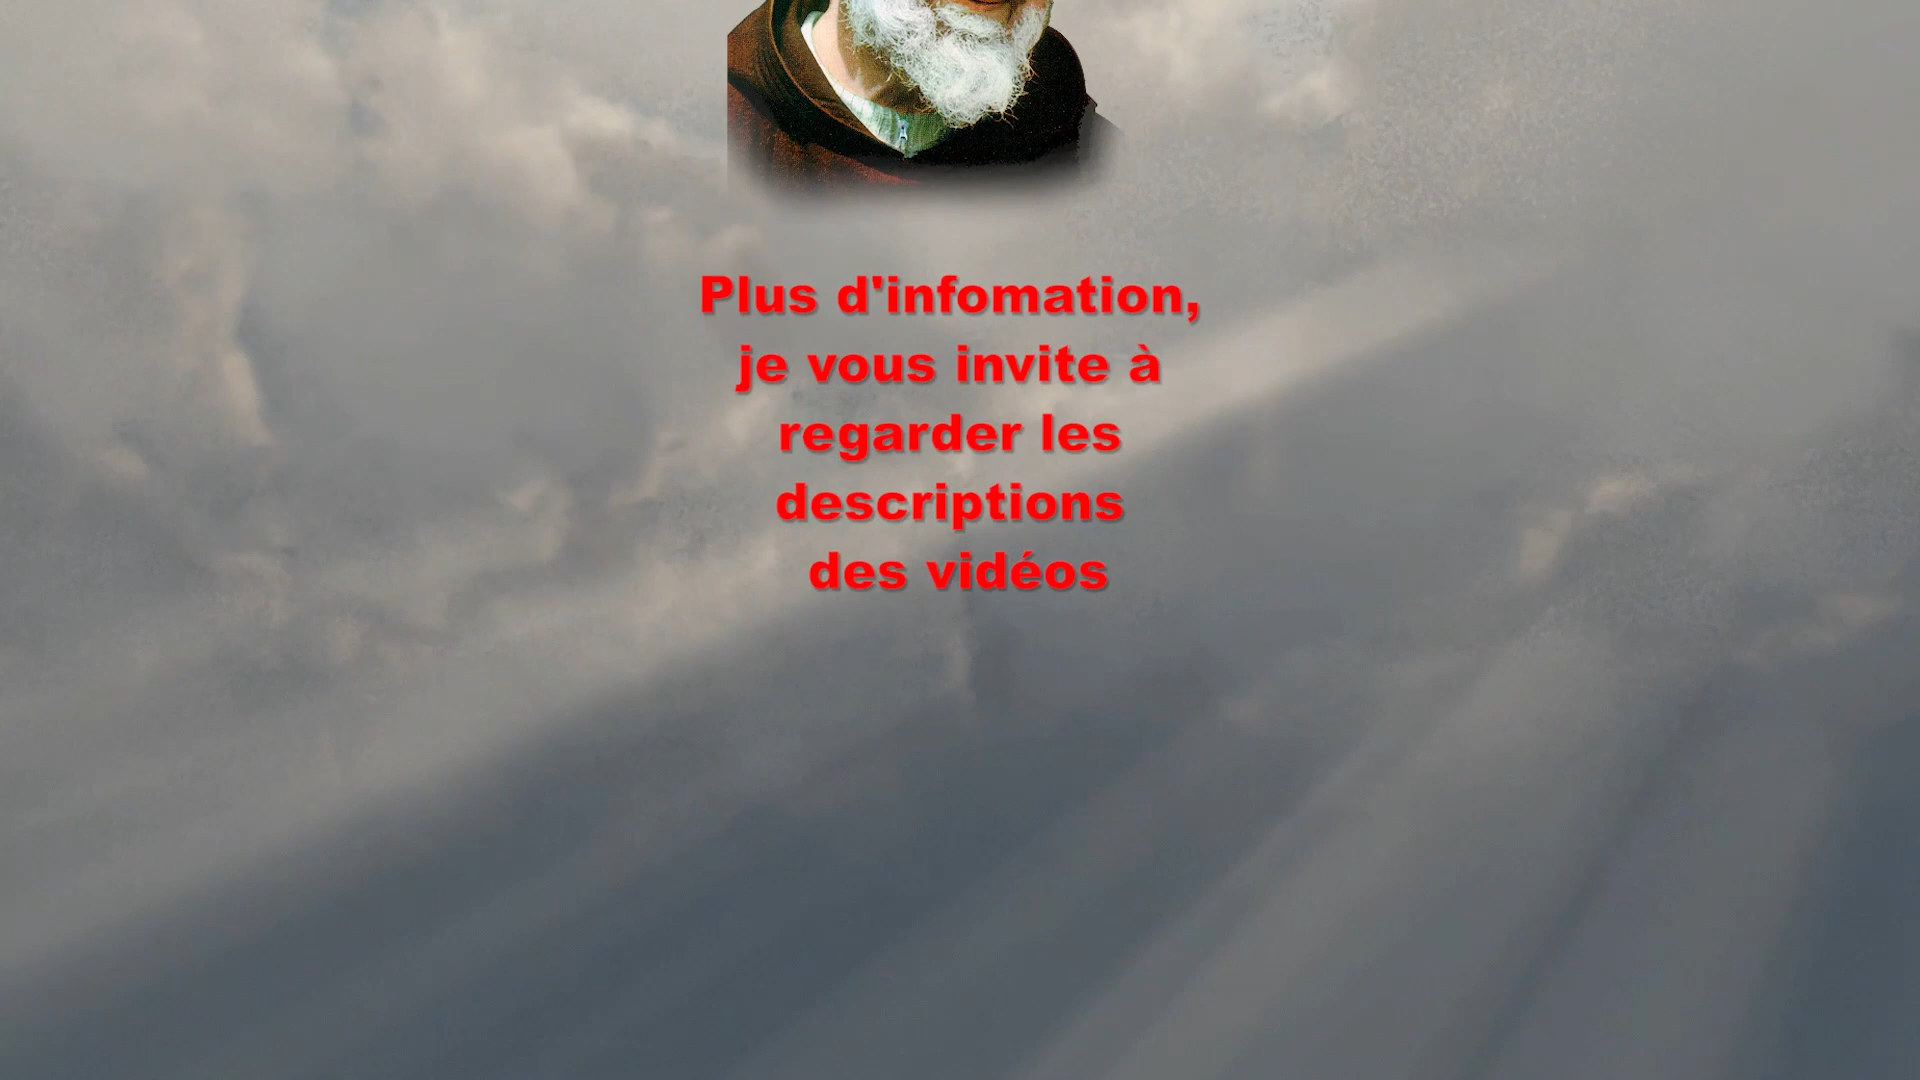 Plus d'infomation,
je vous invite à
regarder les
descriptions
des vidéos